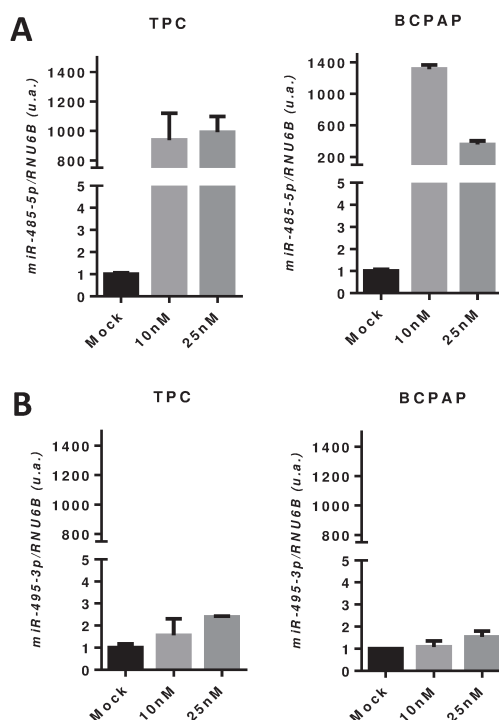 A
TPC
BCPAP
miR-485-5p/RNU6B (u.a.)
1400
1200
1000
800
5
4
3
2
1
0
Mock
10nM
25nM
miR-485-5p/RNU6B (u.a.)
1400
1000
600
200
5
4
3
2
1
0
Mock
10nM
25nM
B
TPC
BCPAP
miR-495-3p/RNU6B (u.a.)
1400
1200
1000
800
5
4
3
2
1
0
Mock
10nM
25nM
miR-495-3p/RNU6B (u.a.)
1400
1200
1000
800
5
4
3
2
1
0
Mock
10nM
25nM